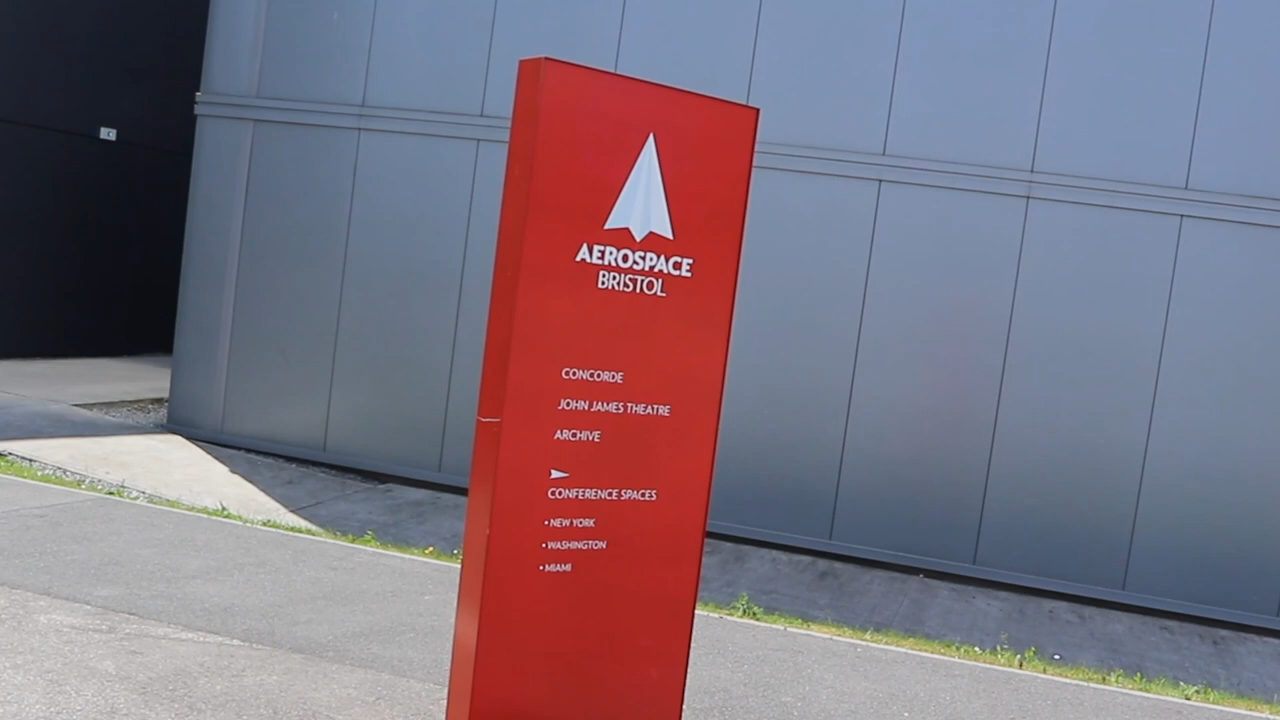 AEROSPACE
BRISTOL
CONCORDE
JOHN JAMES THEATRE
ARCHIVE
CONFERENCE SPACES
• NEW YORK
• WASHINGTON
• MIAMI